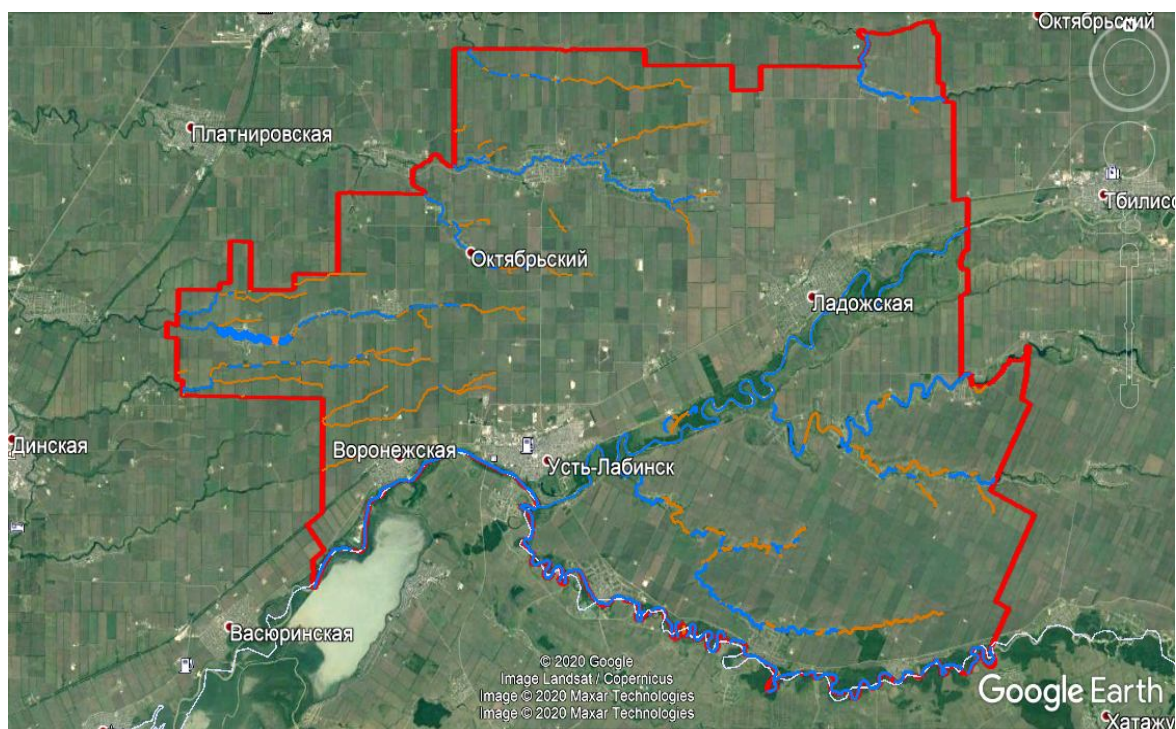 Октябрьский
N
Платнировская
Тбилисс
Октябрьский
Ладожская
Динская
Воронежская
Усть-Лабинск
Васюринская
© 2020 Google
Image Landsat / Copernicus
Image © 2020 Maxar Technologies
Image © 2020 Maxar Technologies
Google Earth
Хатажу